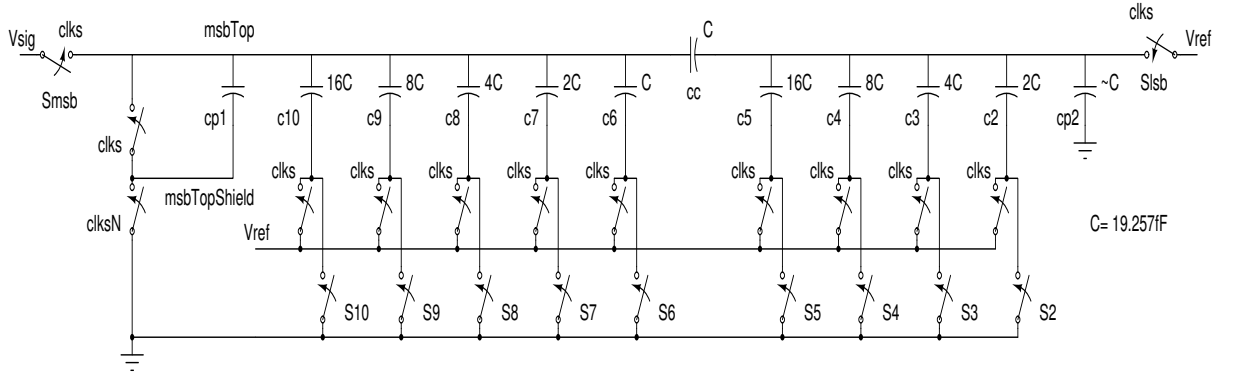 clks msbTop C clks
Vsig Vref
16C 8C 4C 2C C 16C 8C 4C 2C ~C
Smsb cc Slsb
cp1 c10 c9 c8 c7 c6 c5 c4 c3 c2 cp2
clks clks clks clks clks clks clks clks clks clks
msbTopShield
clksN Vref C= 19.257fF
S10 S9 S8 S7 S6 S5 S4 S3 S2